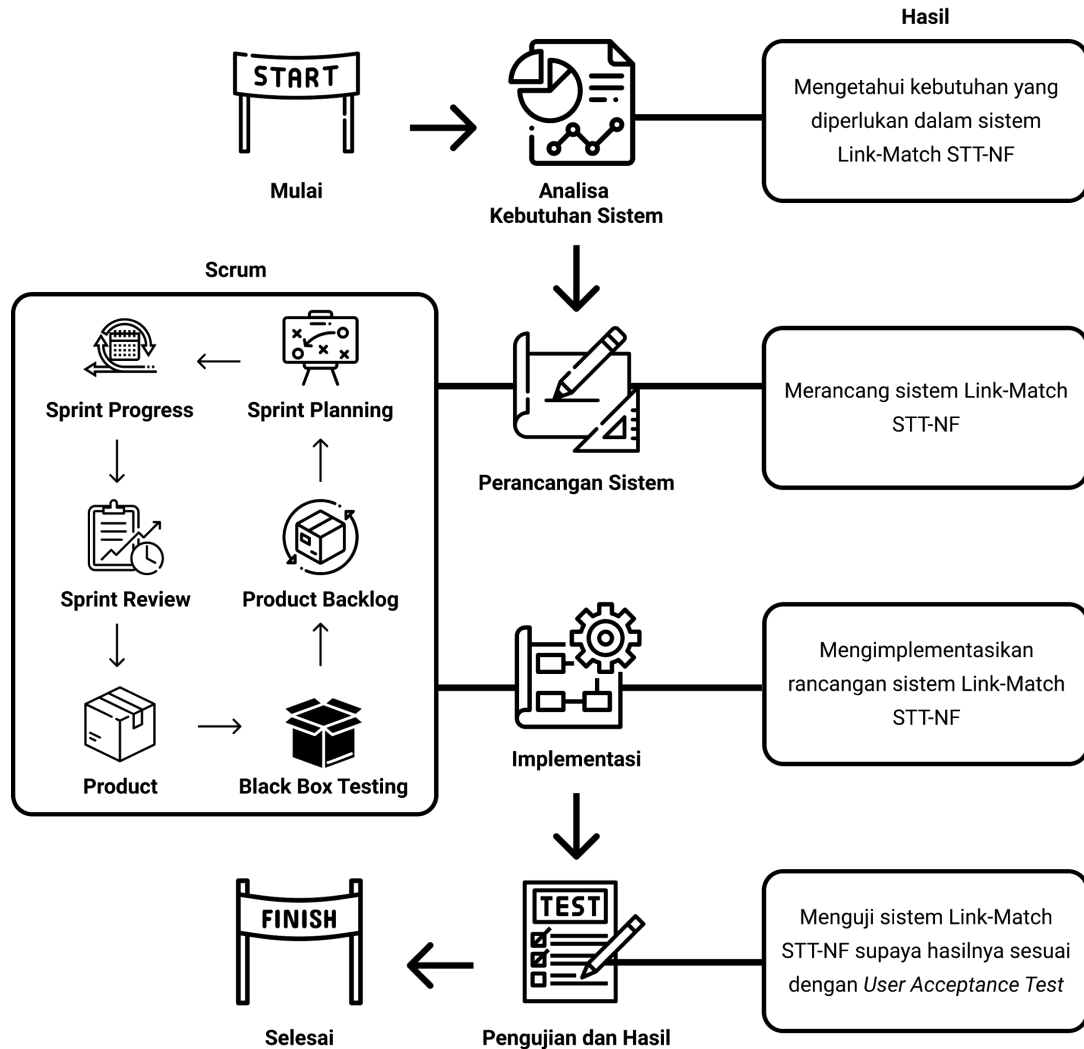 Hasil
START
Mulai
Analisa
Kebutuhan Sistem
Mengetahui kebutuhan yang
diperlukan dalam sistem
Link-Match STT-NF
Scrum
Sprint Progress
Sprint Planning
Sprint Review
Product Backlog
Product
Black Box Testing
Perancangan Sistem
Merancang sistem Link-Match
STT-NF
Implementasi
Mengimplementasikan
rancangan sistem Link-Match
STT-NF
FINISH
Selesai
TEST
Pengujian dan Hasil
Menguji sistem Link-Match
STT-NF supaya hasilnya sesuai
dengan User Acceptance Test